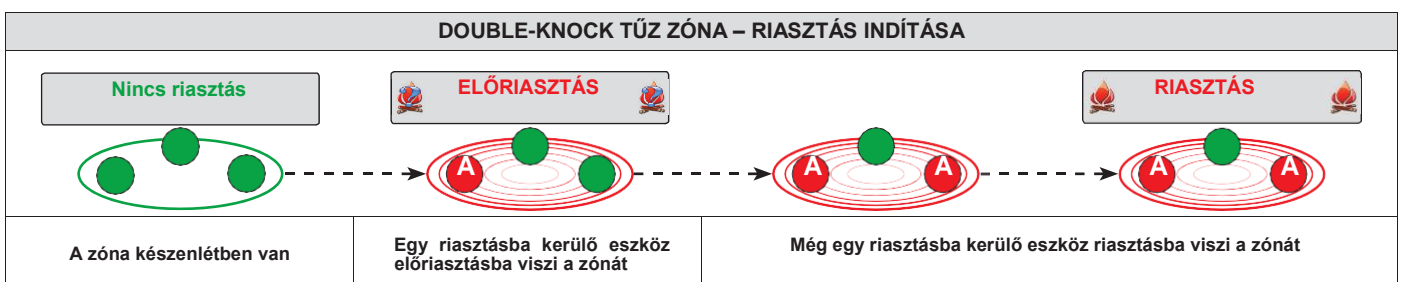 DOUBLE-KNOCK TŰZ ZÓNA – RIASZTÁS INDÍTÁSA
Nincs riasztás
ELŐRIASZTÁS
RIASZTÁS
A
A
A
A
A
A zóna készenlétben van
Egy riasztásba kerülő eszköz
előriasztásba viszi a zónát
Még egy riasztásba kerülő eszköz riasztásba viszi a zónát